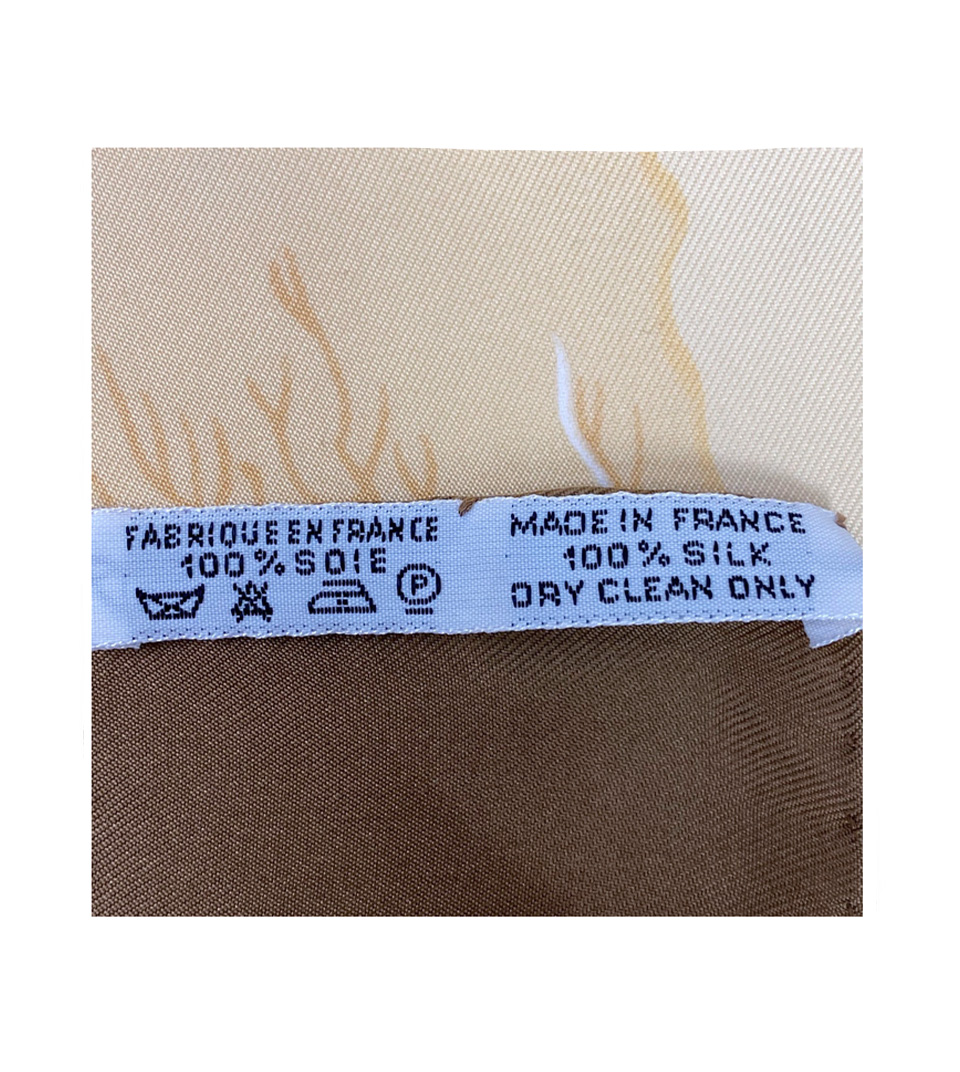 FABRIQUE EN FRANCE
100% SOIE
P
MADE IN FRANCE
100% SILK
DRY CLEAN ONLY